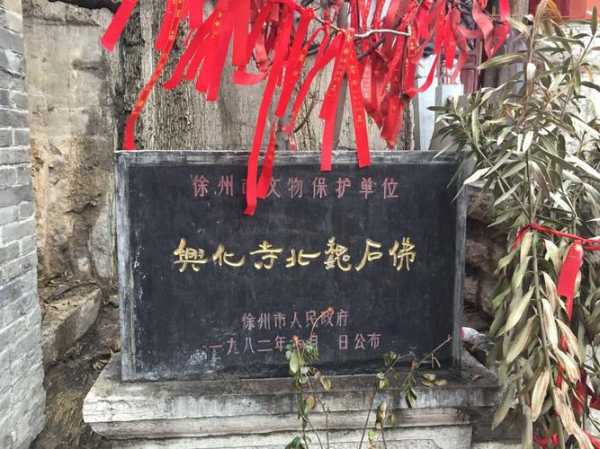 徐州市文物保护单位
興化寺北魏石佛
徐州市人民政府
一九八二年 月 日公布